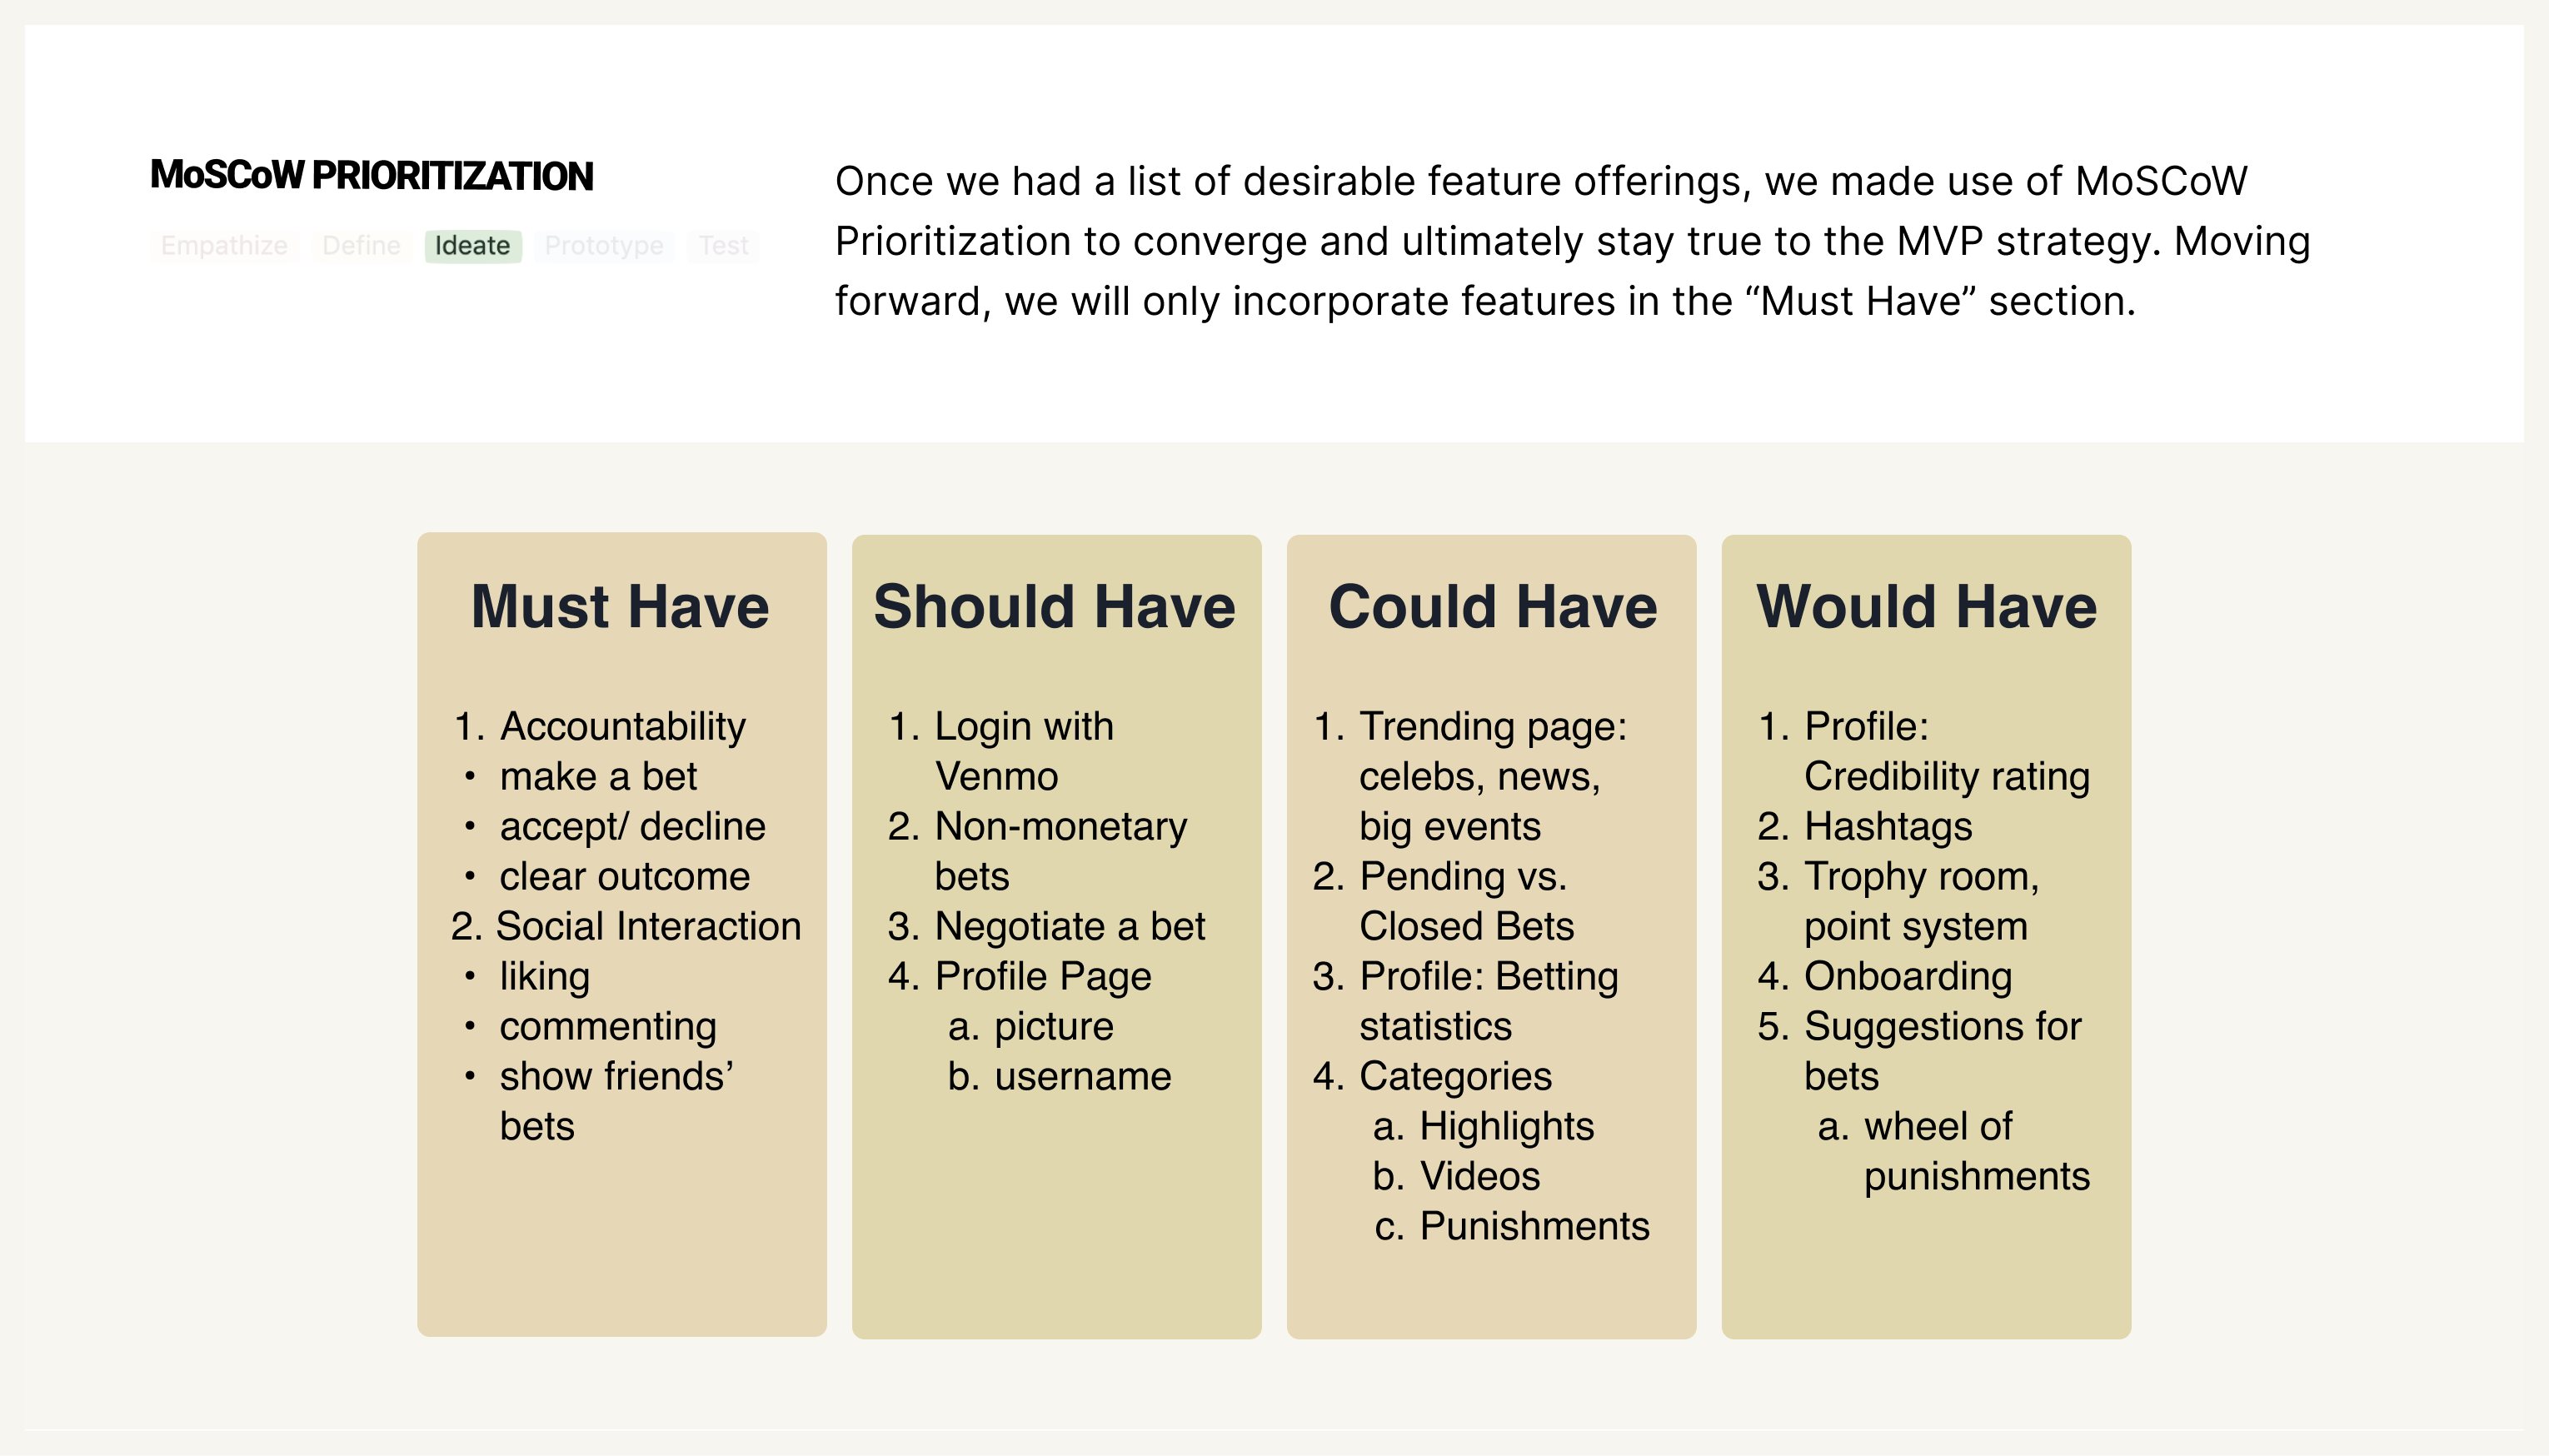 MoSCoW PRIORITIZATION
Empathize Define Ideate Prototype Test
Once we had a list of desirable feature offerings, we made use of MoSCoW
Prioritization to converge and ultimately stay true to the MVP strategy. Moving
forward, we will only incorporate features in the “Must Have” section.
Must Have
1. Accountability
• make a bet
• accept/ decline
• clear outcome
2. Social Interaction
• liking
• commenting
• show friends’
bets
Should Have
1. Login with
Venmo
2. Non-monetary
bets
3. Negotiate a bet
4. Profile Page
a. picture
b. username
Could Have
1. Trending page:
celebs, news,
big events
2. Pending vs.
Closed Bets
3. Profile: Betting
statistics
4. Categories
a. Highlights
b. Videos
c. Punishments
Would Have
1. Profile:
Credibility rating
2. Hashtags
3. Trophy room,
point system
4. Onboarding
5. Suggestions for
bets
a. wheel of
punishments